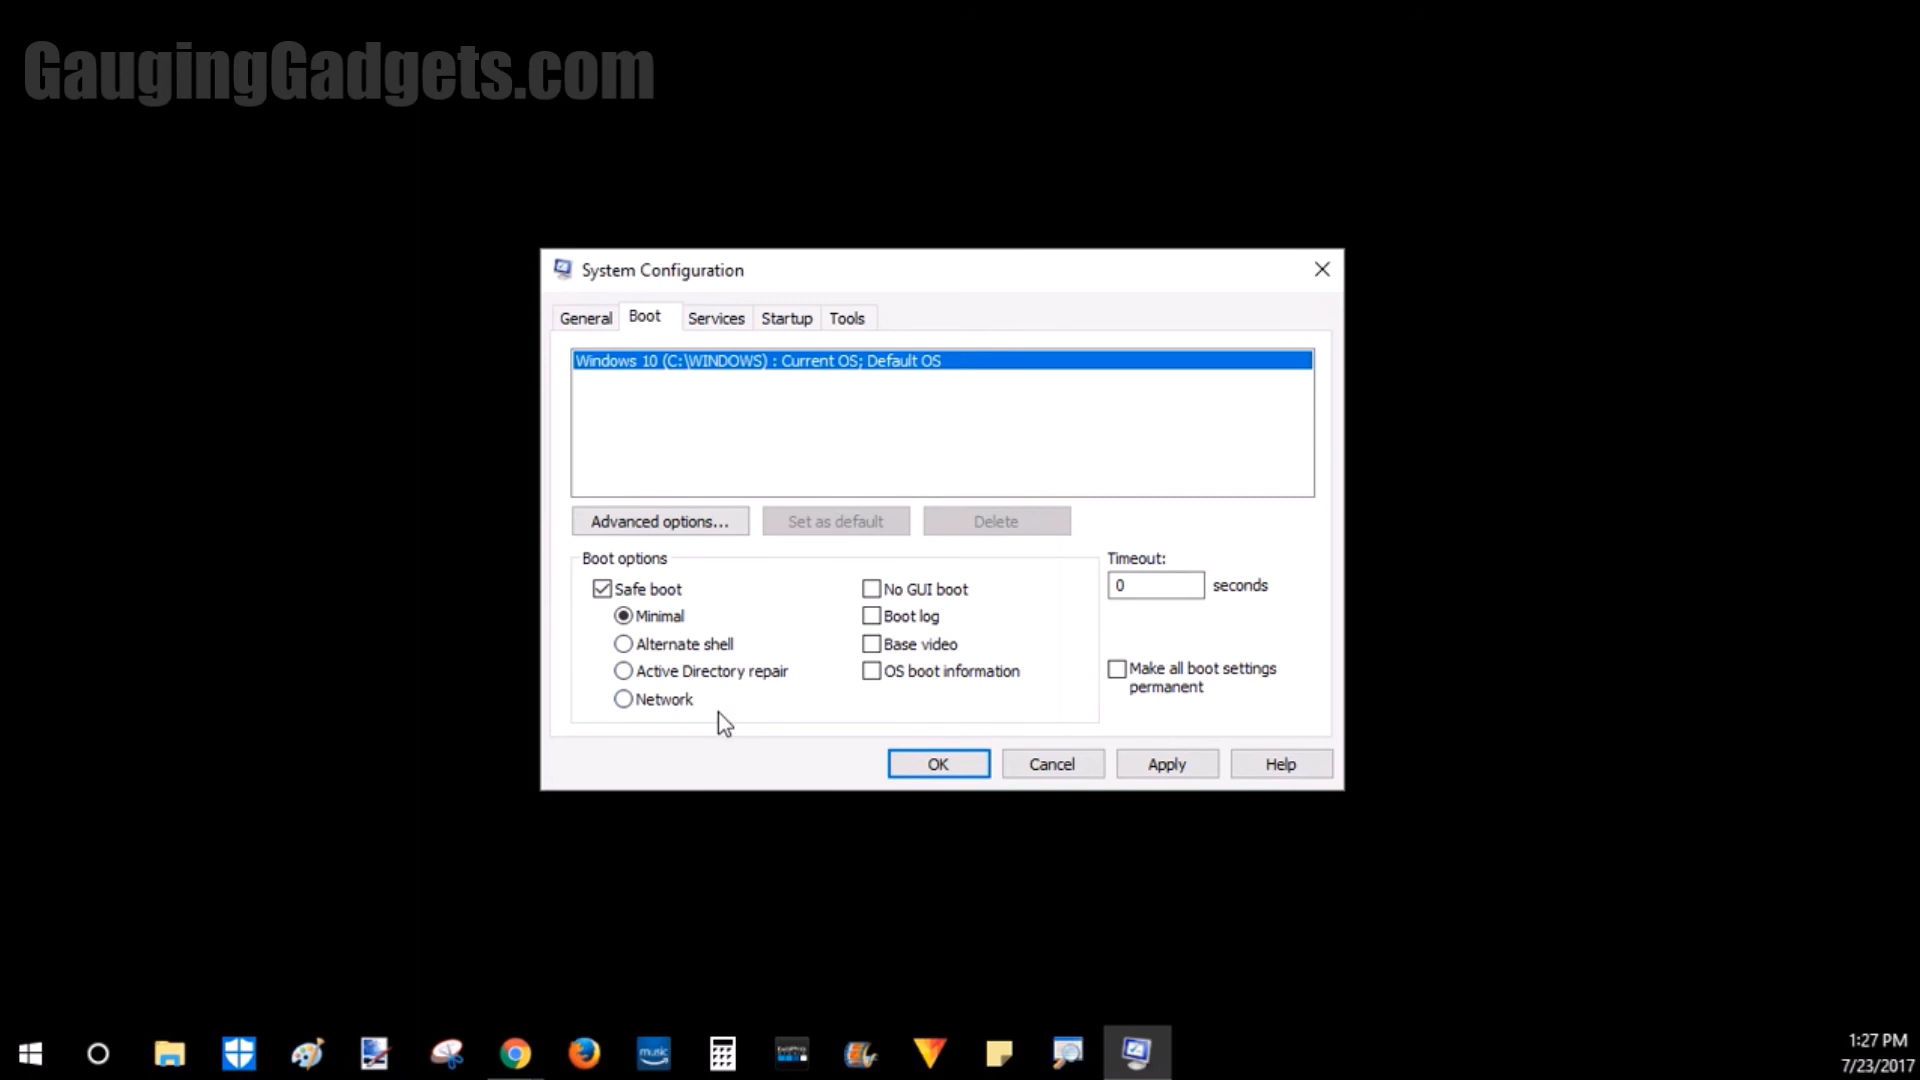 GaugingGadgets.com
System Configuration
General Boot Services Startup Tools
Windows 10 (C:\WINDOWS) : Current OS; Default OS
Advanced options... Set as default Delete
Boot options
Timeout:
Safe boot
No GUI boot
0 seconds
Minimal
Boot log
Alternate shell
Base video
Active Directory repair
OS boot information
Make all boot settings
permanent
Network
OK Cancel Apply Help
music
1:27 PM
7/23/2017